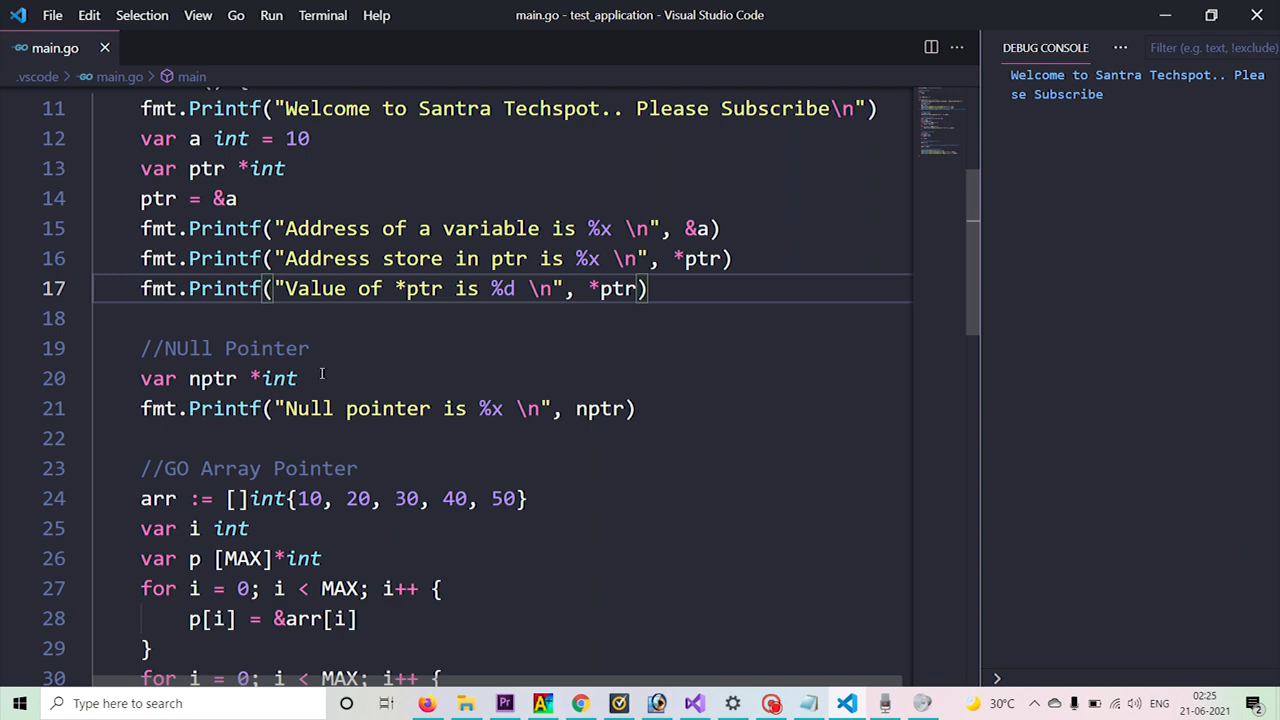 File Edit Selection View Go Run Terminal Help main.go - test_application - Visual Studio Code
main.go
.vscode main.go main
11 fmt.Printf("Welcome to Santra Techspot.. Please Subscribe\n")
12 var a int = 10
13 var ptr *int
14 ptr = &a
15 fmt.Printf("Address of a variable is %x \n", &a)
16 fmt.Printf("Address store in ptr is %x \n", *ptr)
17 fmt.Printf("Value of *ptr is %d \n", *ptr)
18
19 //NUll Pointer
20 var nptr *int
21 fmt.Printf("Null pointer is %x \n", nptr)
22
23 //GO Array Pointer
24 arr := []int{10, 20, 30, 40, 50}
25 var i int
26 var p [MAX]*int
27 for i = 0; i < MAX; i++ {
28 p[i] = &arr[i]
29 }
30 for i = 0; i < MAX; i++ {
DEBUG CONSOLE Filter (e.g. text, !exclude)
Welcome to Santra Techspot.. Plea
se Subscribe
Type here to search
30°C ENG 02:25
21-06-2021 2